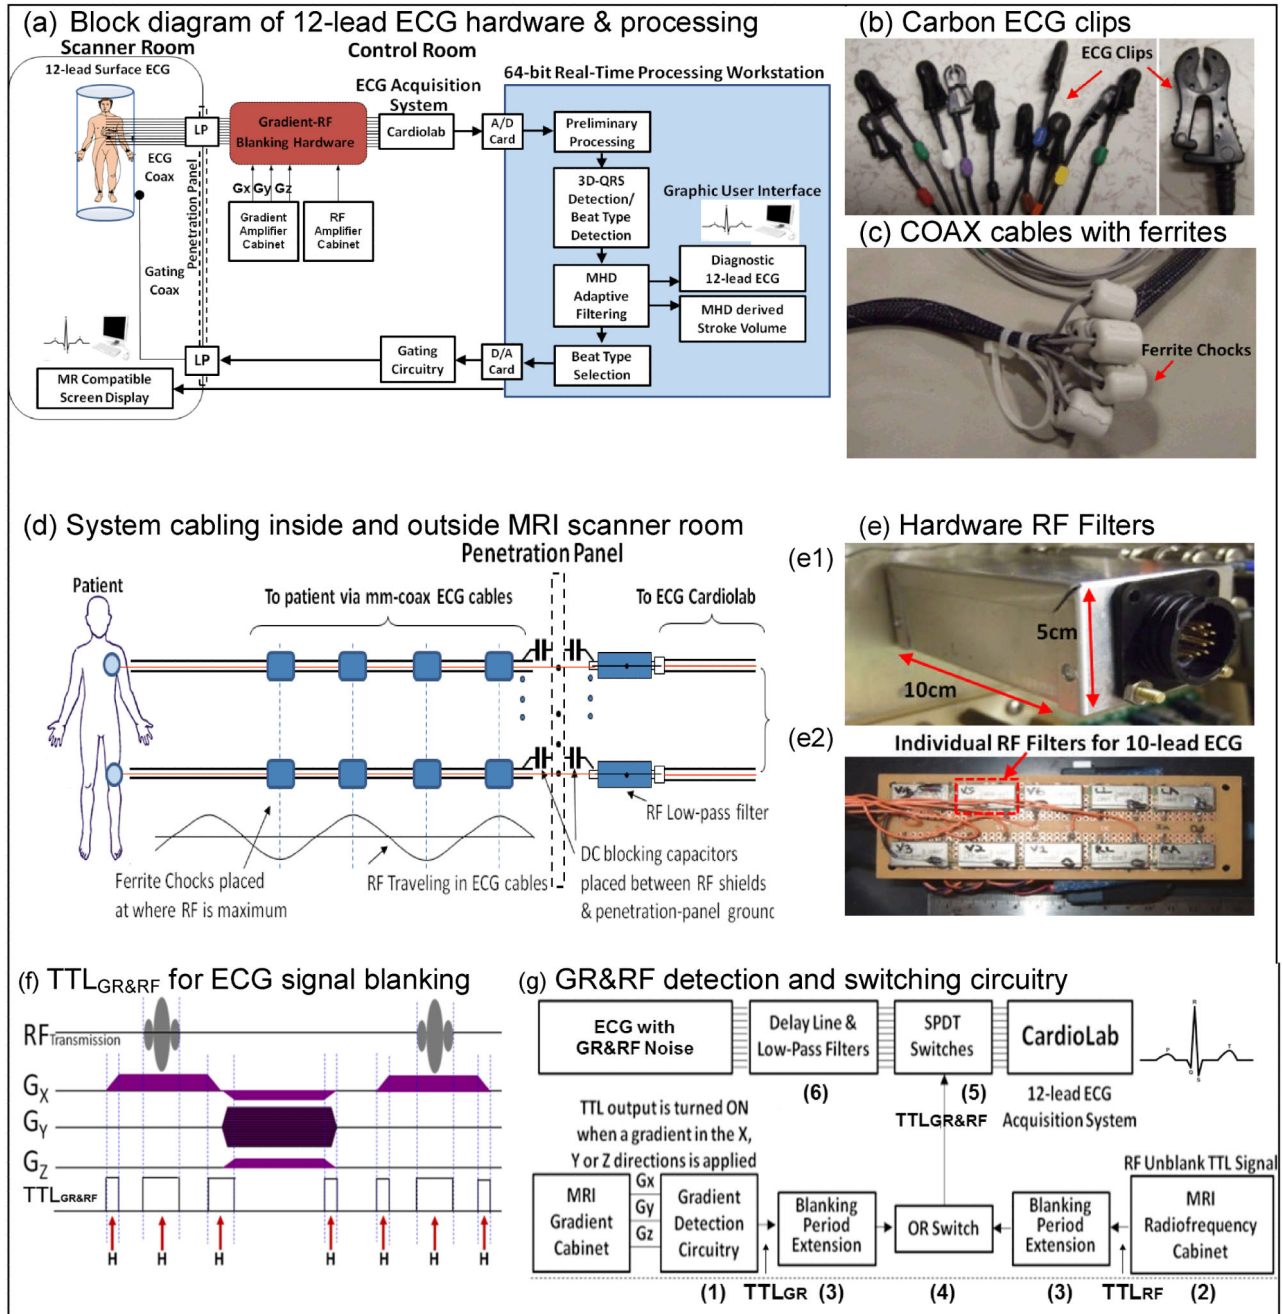 (a) Block diagram of 12-lead ECG hardware & processing
Scanner Room
Control Room
12-lead Surface ECG
ECG Acquisition
System
64-bit Real-Time Processing Workstation
LP
Gradient-RF
Blanking Hardware
Cardiolab
A/D
Card
Preliminary
Processing
ECG
Coax
Penetration Panel
Gx Gy Gz
Gradient
Amplifier
Cabinet
RF
Amplifier
Cabinet
3D-QRS
Detection/
Beat Type
Detection
Graphic User Interface
Gating
Coax
MHD
Adaptive
Filtering
Diagnostic
12-lead ECG
MHD derived
Stroke Volume
LP
Gating
Circuitry
D/A
Card
Beat Type
Selection
MR Compatible
Screen Display
(b) Carbon ECG clips
ECG Clips
(c) COAX cables with ferrites
Ferrite Chocks
(d) System cabling inside and outside MRI scanner room
Penetration Panel
Patient
To patient via mm-coax ECG cables
To ECG Cardiolab
RF Low-pass filter
Ferrite Chocks placed
at where RF is maximum
RF Traveling in ECG cables
DC blocking capacitors
placed between RF shields
& penetration-panel ground
(e) Hardware RF Filters
(e1)
5cm
10cm
(e2)
Individual RF Filters for 10-lead ECG
V5
V3
V2
V1
RL
RA
(f) TTLGR&RF for ECG signal blanking
RFTransmission
GX
GY
GZ
TTLGR&RF
H H H H H H H
(g) GR&RF detection and switching circuitry
ECG with
GR&RF Noise
Delay Line &
Low-Pass Filters
SPDT
Switches
CardioLab
P Q R S T
(6)
(5)
TTLGR&RF
12-lead ECG
Acquisition System
TTL output is turned ON
when a gradient in the X,
Y or Z directions is applied
RF Unblank TTL Signal
MRI
Gradient
Cabinet
Gx
Gy
Gz
Gradient
Detection
Circuitry
Blanking
Period
Extension
OR Switch
Blanking
Period
Extension
MRI
Radiofrequency
Cabinet
(1) TTLGR (3) (4) (3) TTLRF (2)